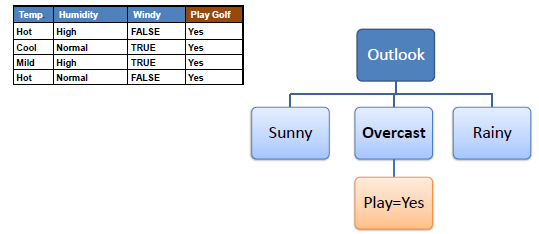 Temp Humidity Windy Play Golf
Hot High FALSE Yes
Cool Normal TRUE Yes
Mild High TRUE Yes
Hot Normal FALSE Yes
Outlook
Sunny Overcast Rainy
Play=Yes